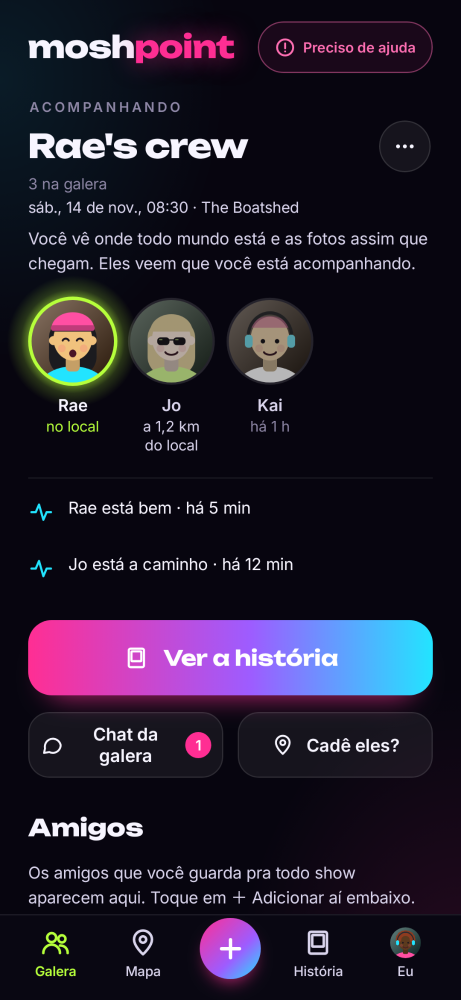 moshpoint
Preciso de ajuda
ACOMPANHANDO
Rae's crew
3 na galera
sáb., 14 de nov., 08:30 · The Boatshed
Você vê onde todo mundo está e as fotos assim que
chegam. Eles veem que você está acompanhando.
Rae
no local
Jo
a 1,2 km
do local
Kai
há 1 h
Rae está bem · há 5 min
Jo está a caminho · há 12 min
Ver a história
Chat da
galera
1
Cadê eles?
Amigos
Os amigos que você guarda pra todo show
aparecem aqui. Toque em + Adicionar aí embaixo.
Galera
Mapa
História
Eu